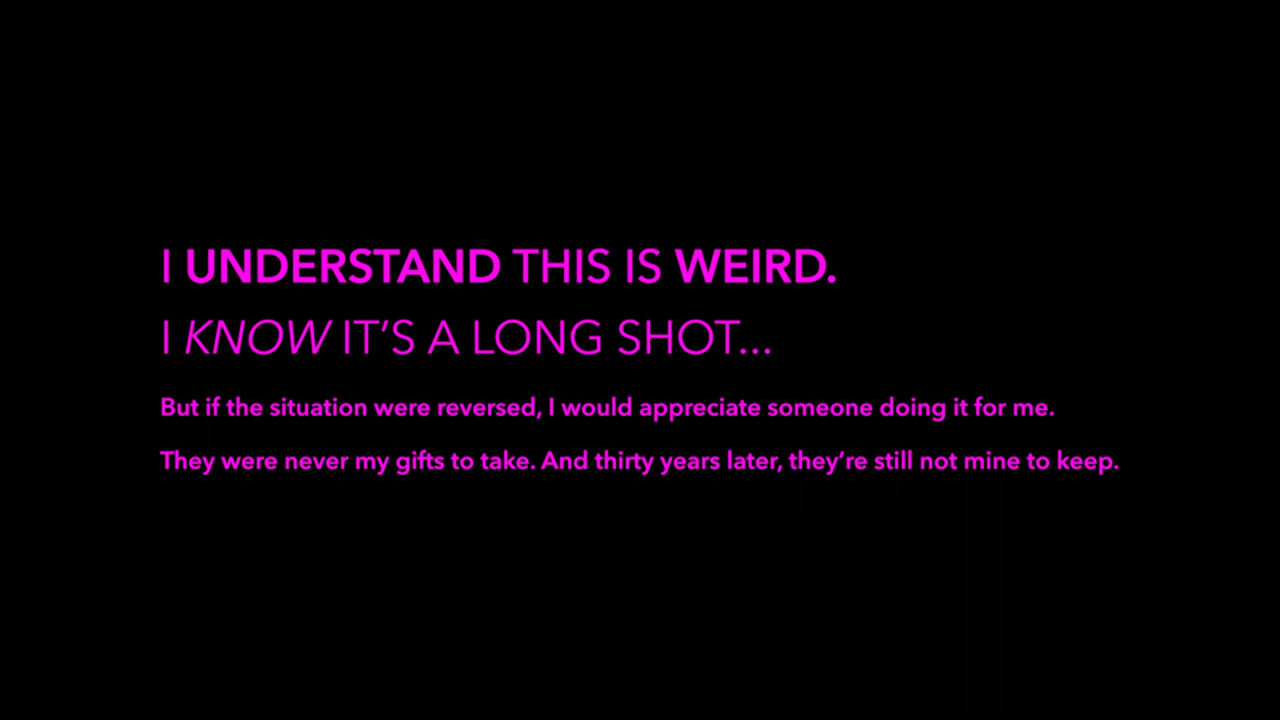 I UNDERSTAND THIS IS WEIRD.
I KNOW IT’S A LONG SHOT...
But if the situation were reversed, I would appreciate someone doing it for me.
They were never my gifts to take. And thirty years later, they’re still not mine to keep.